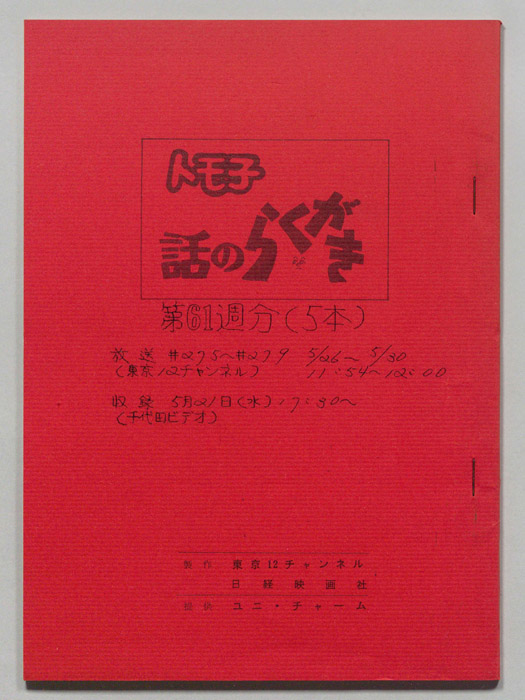 トモ子
話のらくがき
第61週分(5本)
放送 #275〜#279 5/26〜5/30
(東京12チャンネル) 11:54〜12:00
収録 5月21日(水)17:30〜
(千代田ビデオ)
製作 東京12チャンネル
日経映画社
提供 ユニ・チャーム